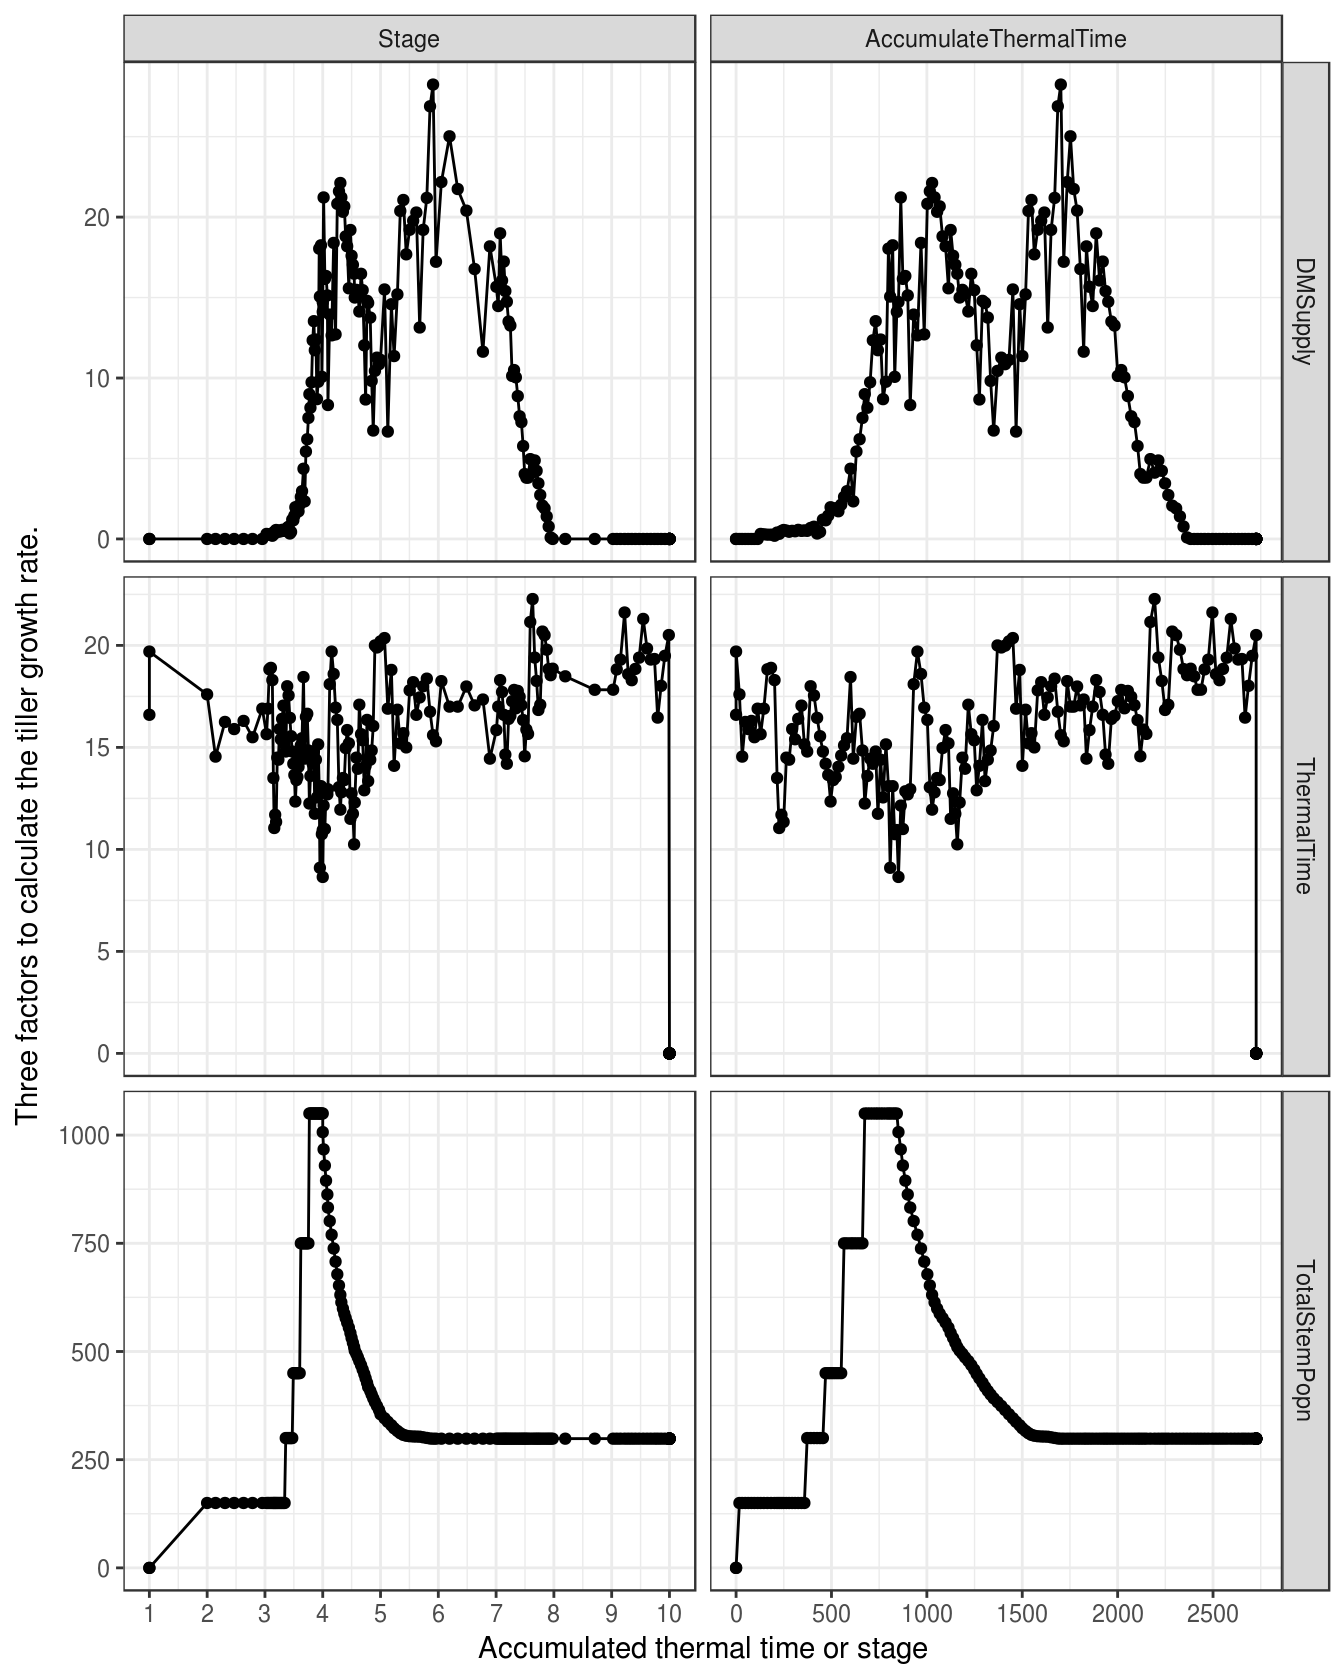 Stage
AccumulateThermalTime
20
10
0
DMSupply
20
15
10
5
0
ThermalTime
1000
750
500
250
0
TotalStemPopn
1 2 3 4 5 6 7 8 9 10
0 500 1000 1500 2000 2500
Accumulated thermal time or stage
Three factors to calculate the tiller growth rate.